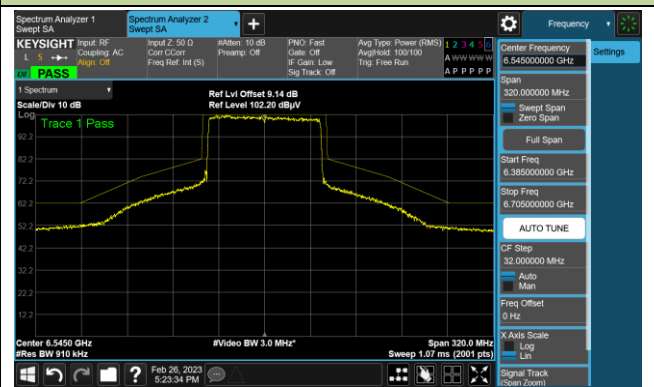 Spectrum Analyzer 1
Swept SA
Spectrum Analyzer 2
Swept SA
+
Frequency
KEYSIGHT
L S
PASS
Input: RF
Coupling: AC
Align: Off
Input Z: 50 Ω
Corr CCorr
Freq Ref: Int (S)
#Atten: 10 dB
Preamp: Off
PNO: Fast
Gate: Off
IF Gain: Low
Sig Track: Off
Avg Type: Power (RMS)
Avg|Hold: 100/100
Trig: Free Run
1 2 3 4 5 6
A W W W W W
A P P P P P
1 Spectrum
Scale/Div 10 dB
Ref Lvl Offset 9.14 dB
Ref Level 102.20 dBµV
Log
Trace 1 Pass
92.2
82.2
72.2
62.2
52.2
42.2
32.2
22.2
12.2
Center 6.5450 GHz
#Res BW 910 kHz
#Video BW 3.0 MHz*
Span 320.0 MHz
Sweep 1.07 ms (2001 pts)
Center Frequency
6.545000000 GHz
Settings
Span
320.000000 MHz
Swept Span
Zero Span
Full Span
Start Freq
6.385000000 GHz
Stop Freq
6.705000000 GHz
AUTO TUNE
CF Step
32.000000 MHz
Auto
Man
Freq Offset
0 Hz
X Axis Scale
Log
Lin
Signal Track
(Span Zoom)
?
Feb 26, 2023
5:23:34 PM